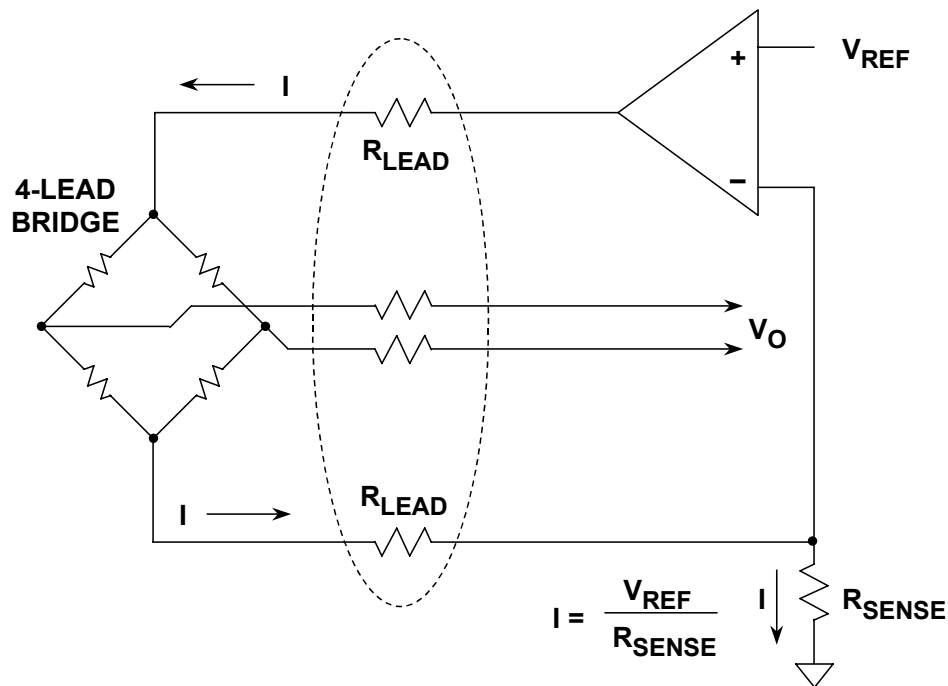 I
+
V_REF
R_LEAD
−
4-LEAD
BRIDGE
V_O
R_LEAD
I
I = V_REF / R_SENSE
I
R_SENSE